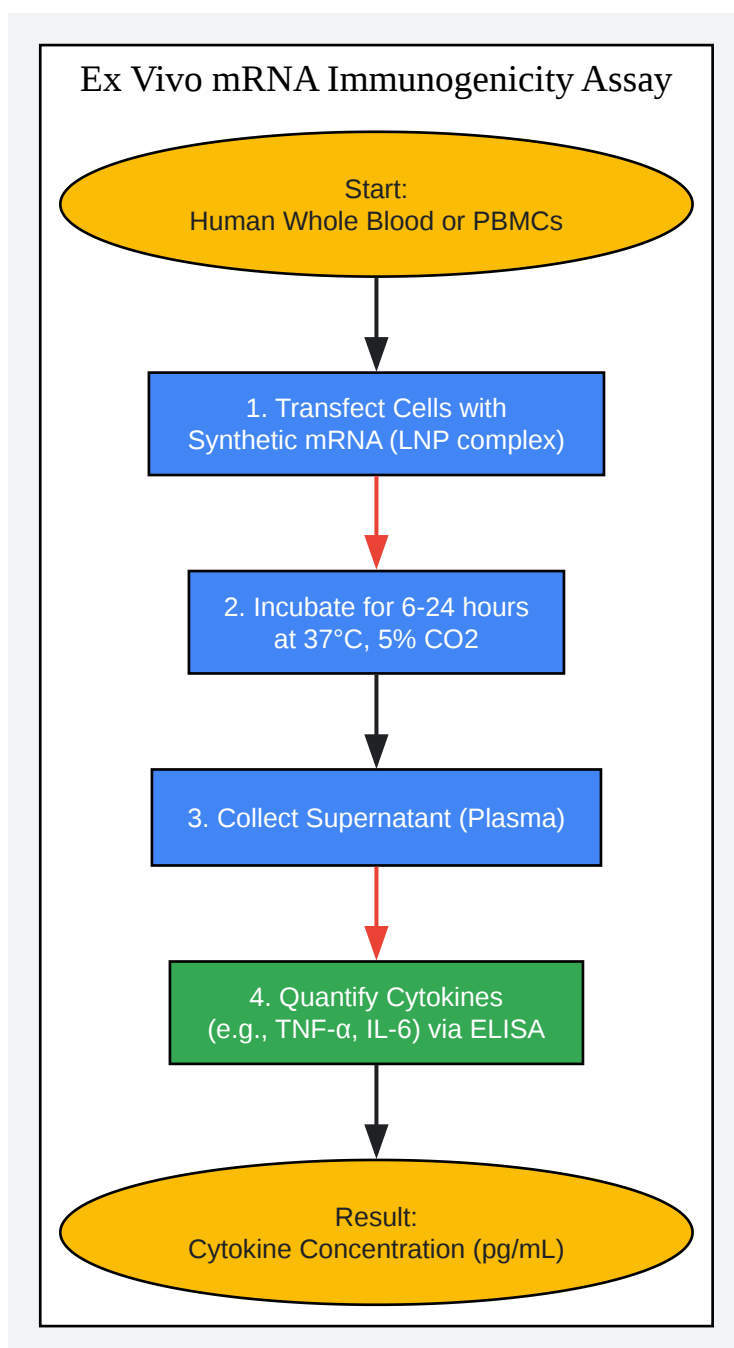 Ex Vivo mRNA Immunogenicity Assay
Start:
Human Whole Blood or PBMCs
1. Transfect Cells with
Synthetic mRNA (LNP complex)
2. Incubate for 6-24 hours
at 37°C, 5% CO2
3. Collect Supernatant (Plasma)
4. Quantify Cytokines
(e.g., TNF-α, IL-6) via ELISA
Result:
Cytokine Concentration (pg/mL)